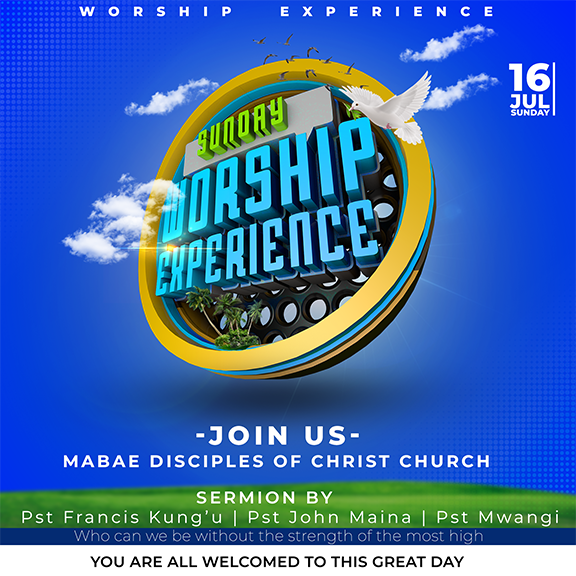 WORSHIP EXPERIENCE
16
JUL
SUNDAY
SUNDAY
WORSHIP
EXPERIENCE
-JOIN US-
MABAE DISCIPLES OF CHRIST CHURCH
SERMION BY
Pst Francis Kung'u | Pst John Maina | Pst Mwangi
Who can we be without the strength of the most high
YOU ARE ALL WELCOMED TO THIS GREAT DAY